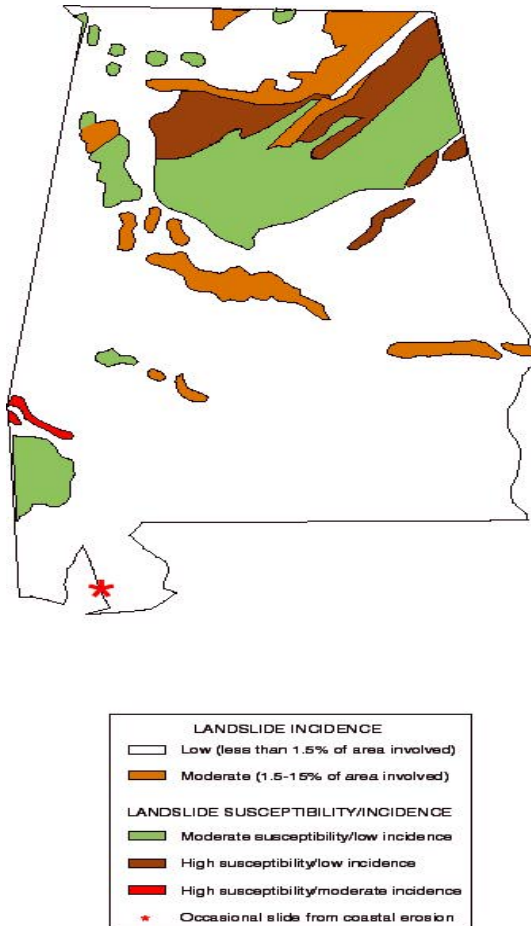 LANDSLIDE INCIDENCE
Low (less than 1.5% of area involved)
Moderate (1.5-15% of area involved)
LANDSLIDE SUSCEPTIBILITY/INCIDENCE
Moderate susceptibility/low incidence
High susceptibility/low incidence
High susceptibility/moderate incidence
* Occasional slide from coastal erosion